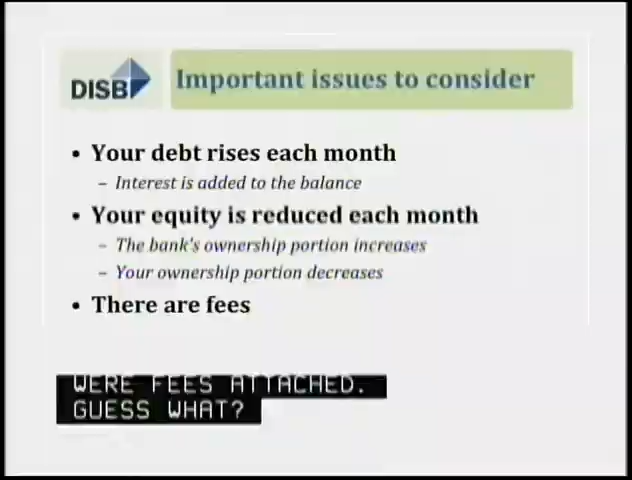 DISB
Important issues to consider
• Your debt rises each month
– Interest is added to the balance
• Your equity is reduced each month
– The bank's ownership portion increases
– Your ownership portion decreases
• There are fees
WERE FEES ATTACHED.
GUESS WHAT?